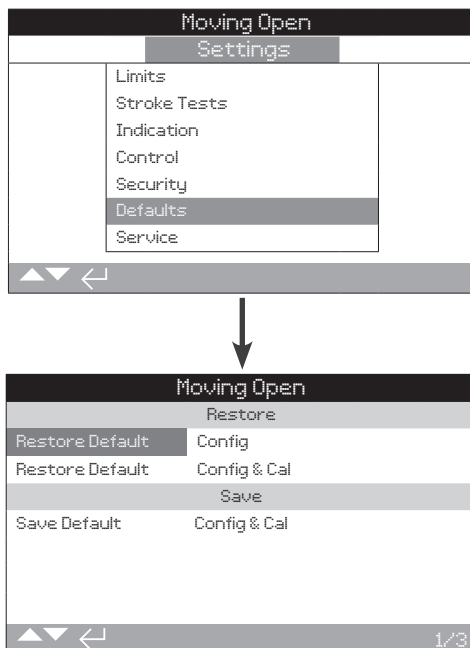 Moving Open
Settings
Limits
Stroke Tests
Indication
Control
Security
Defaults
Service
Moving Open
Restore
Restore Default Config
Restore Default Config & Cal
Save
Save Default Config & Cal
1/3